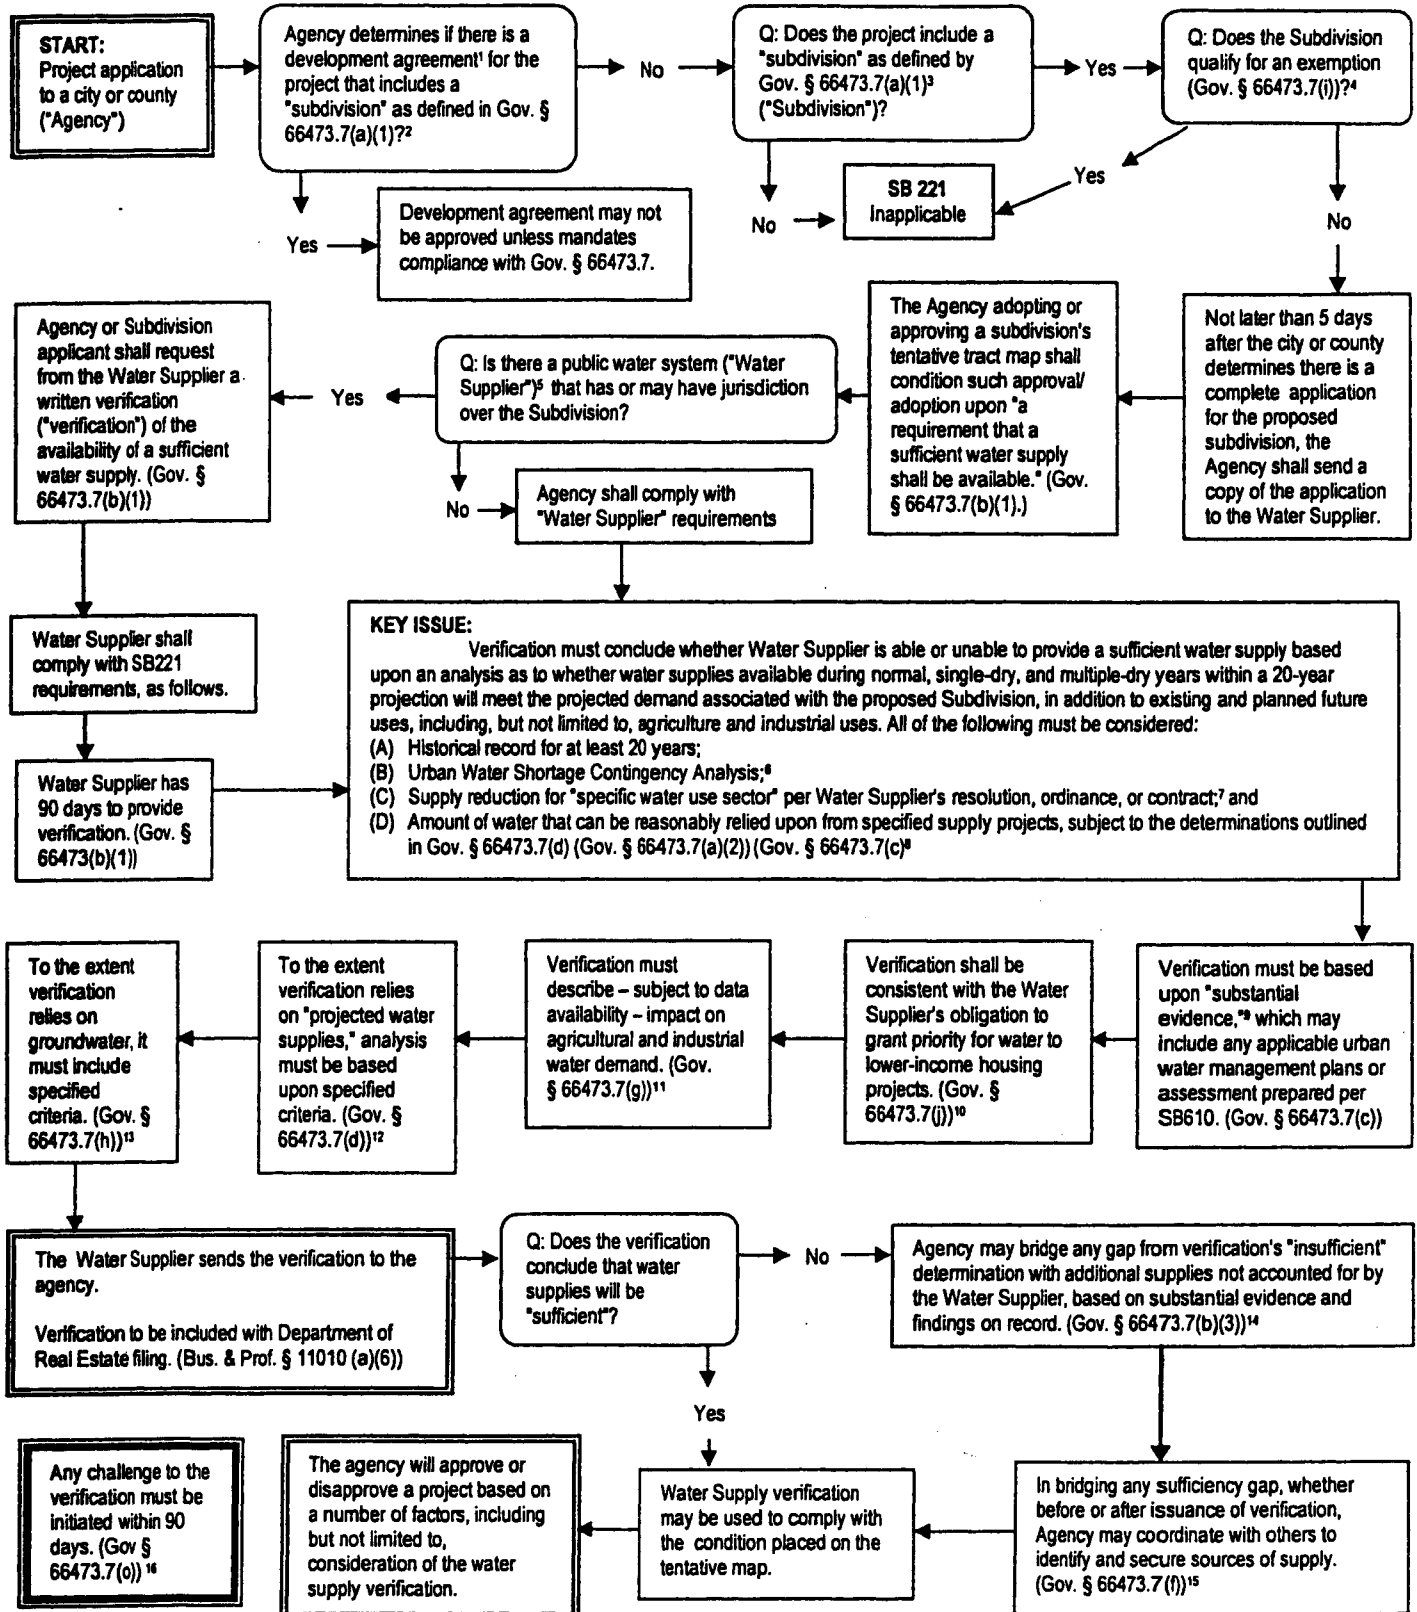 START:
Project application
to a city or county
("Agency")
Agency determines if there is a
development agreement¹ for the
project that includes a
"subdivision" as defined in Gov. §
66473.7(a)(1)?²
No
Q: Does the project include a
"subdivision" as defined by
Gov. § 66473.7(a)(1)³
("Subdivision")?
Yes
Q: Does the Subdivision
qualify for an exemption
(Gov. § 66473.7(i))?⁴
Yes
Development agreement may not
be approved unless mandates
compliance with Gov. § 66473.7.
No
SB 221
Inapplicable
Yes
No
Agency or Subdivision
applicant shall request
from the Water Supplier a
written verification
("verification") of the
availability of a sufficient
water supply. (Gov. §
66473.7(b)(1))
Yes
Q: Is there a public water system ("Water
Supplier")⁵ that has or may have jurisdiction
over the Subdivision?
No
Agency shall comply with
"Water Supplier" requirements
The Agency adopting or
approving a subdivision's
tentative tract map shall
condition such approval/
adoption upon "a
requirement that a
sufficient water supply
shall be available." (Gov.
§ 66473.7(b)(1).)
Not later than 5 days
after the city or county
determines there is a
complete application
for the proposed
subdivision, the
Agency shall send a
copy of the application
to the Water Supplier.
Water Supplier shall
comply with SB221
requirements, as follows.
Water Supplier has
90 days to provide
verification. (Gov. §
66473(b)(1))
KEY ISSUE:
Verification must conclude whether Water Supplier is able or unable to provide a sufficient water supply based
upon an analysis as to whether water supplies available during normal, single-dry, and multiple-dry years within a 20-year
projection will meet the projected demand associated with the proposed Subdivision, in addition to existing and planned future
uses, including, but not limited to, agriculture and industrial uses. All of the following must be considered:
(A) Historical record for at least 20 years;
(B) Urban Water Shortage Contingency Analysis;⁶
(C) Supply reduction for "specific water use sector" per Water Supplier's resolution, ordinance, or contract;⁷ and
(D) Amount of water that can be reasonably relied upon from specified supply projects, subject to the determinations outlined
in Gov. § 66473.7(d) (Gov. § 66473.7(a)(2)) (Gov. § 66473.7(c)⁸
To the extent
verification
relies on
groundwater, it
must include
specified
criteria. (Gov. §
66473.7(h))¹³
To the extent
verification relies
on "projected water
supplies," analysis
must be based
upon specified
criteria. (Gov. §
66473.7(d))¹²
Verification must
describe – subject to data
availability – impact on
agricultural and industrial
water demand. (Gov.
§ 66473.7(g))¹¹
Verification shall be
consistent with the Water
Supplier's obligation to
grant priority for water to
lower-income housing
projects. (Gov. §
66473.7(j))¹⁰
Verification must be based
upon "substantial
evidence,"⁹ which may
include any applicable urban
water management plans or
assessment prepared per
SB610. (Gov. § 66473.7(c))
The Water Supplier sends the verification to the
agency.
Verification to be included with Department of
Real Estate filing. (Bus. & Prof. § 11010 (a)(6))
Q: Does the verification
conclude that water
supplies will be
"sufficient"?
No
Agency may bridge any gap from verification's "insufficient"
determination with additional supplies not accounted for by
the Water Supplier, based on substantial evidence and
findings on record. (Gov. § 66473.7(b)(3))¹⁴
Yes
Any challenge to the
verification must be
initiated within 90
days. (Gov §
66473.7(o)) ¹⁶
The agency will approve or
disapprove a project based on
a number of factors, including
but not limited to,
consideration of the water
supply verification.
Water Supply verification
may be used to comply with
the condition placed on the
tentative map.
In bridging any sufficiency gap, whether
before or after issuance of verification,
Agency may coordinate with others to
identify and secure sources of supply.
(Gov. § 66473.7(f))¹⁵